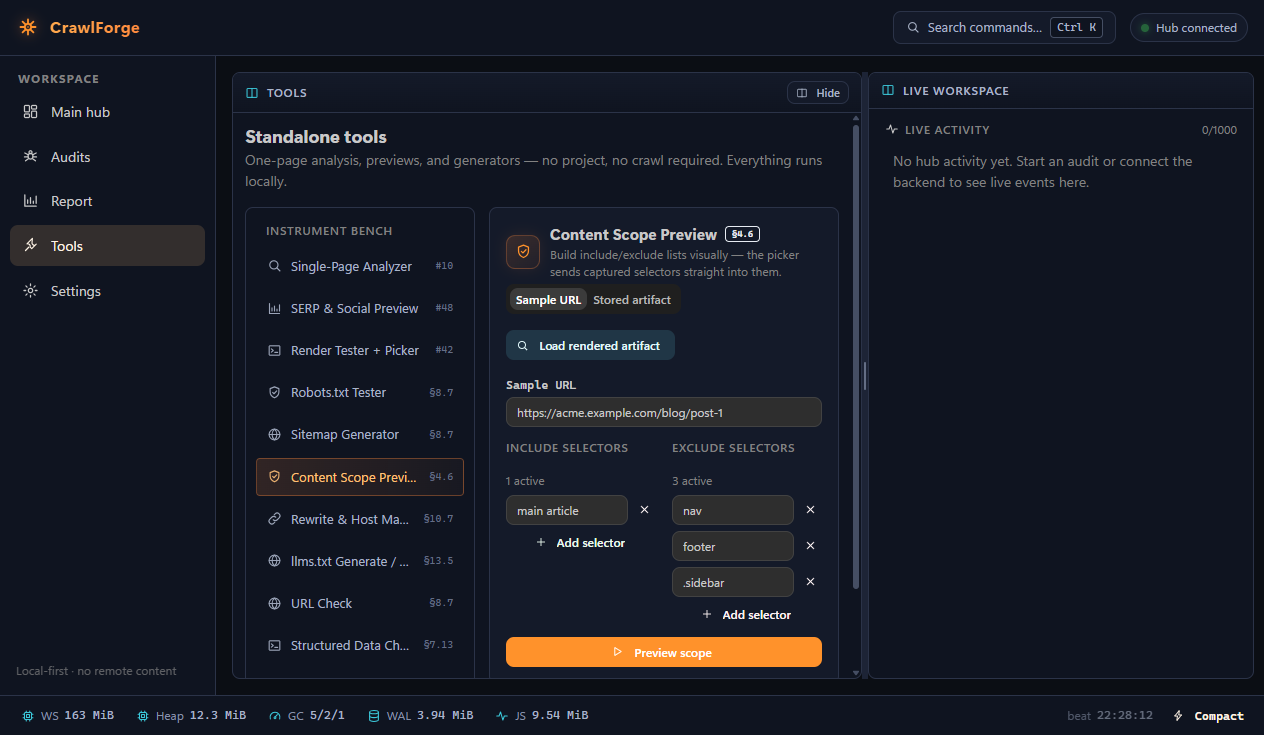 CrawlForge
Search commands... Ctrl K
Hub connected
WORKSPACE
Main hub
Audits
Report
Tools
Settings
Local-first · no remote content
TOOLS
Hide
Standalone tools
One-page analysis, previews, and generators — no project, no crawl required. Everything runs
locally.
INSTRUMENT BENCH
Single-Page Analyzer #10
SERP & Social Preview #48
Render Tester + Picker #42
Robots.txt Tester §8.7
Sitemap Generator §8.7
Content Scope Previ... §4.6
Rewrite & Host Ma... §10.7
llms.txt Generate / ... §13.5
URL Check §8.7
Structured Data Ch... §7.13
Content Scope Preview §4.6
Build include/exclude lists visually — the picker
sends captured selectors straight into them.
Sample URL Stored artifact
Load rendered artifact
Sample URL
https://acme.example.com/blog/post-1
INCLUDE SELECTORS
1 active
main article
Add selector
EXCLUDE SELECTORS
3 active
nav
footer
.sidebar
Add selector
Preview scope
LIVE WORKSPACE
LIVE ACTIVITY 0/1000
No hub activity yet. Start an audit or connect the
backend to see live events here.
WS 163 MiB Heap 12.3 MiB GC 5/2/1 WAL 3.94 MiB JS 9.54 MiB
beat 22:28:12 Compact